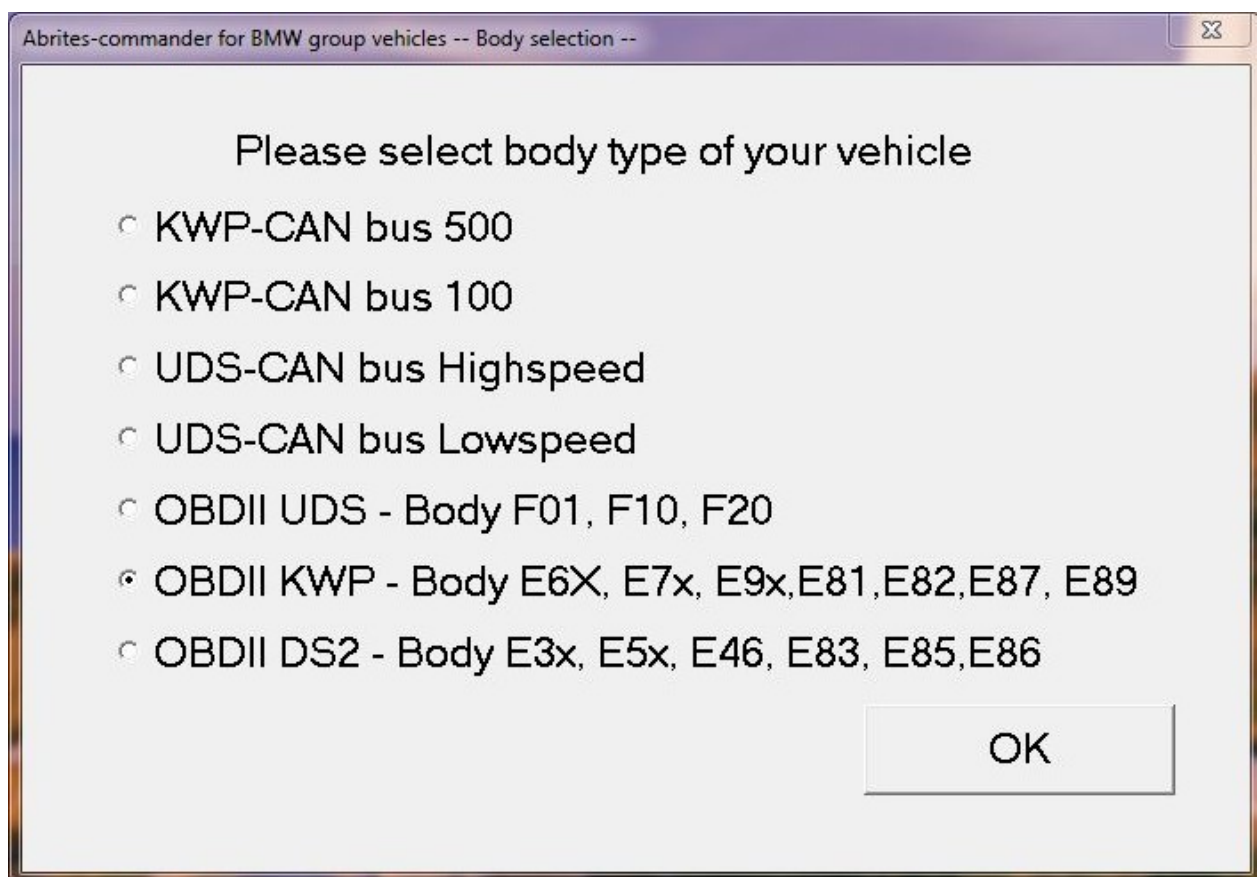 Abrites-commander for BMW group vehicles -- Body selection --
Please select body type of your vehicle
KWP-CAN bus 500
KWP-CAN bus 100
UDS-CAN bus Highspeed
UDS-CAN bus Lowspeed
OBDII UDS - Body F01, F10, F20
OBDII KWP - Body E6X, E7x, E9x,E81,E82,E87, E89
OBDII DS2 - Body E3x, E5x, E46, E83, E85,E86
OK